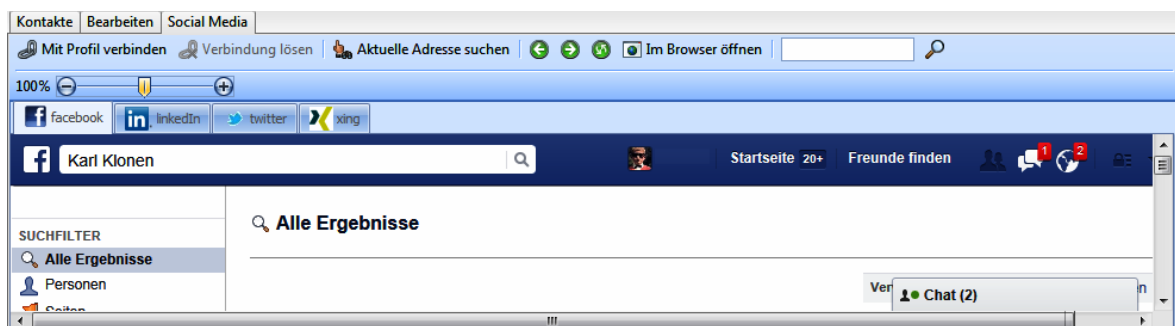 Kontakte Bearbeiten Social Media
Mit Profil verbinden Verbindung lösen Aktuelle Adresse suchen Im Browser öffnen
100%
facebook linkedIn twitter xing
Karl Klonen Startseite 20+ Freunde finden 1 2
Alle Ergebnisse
SUCHFILTER
Alle Ergebnisse
Personen
Chat (2)
Seiten